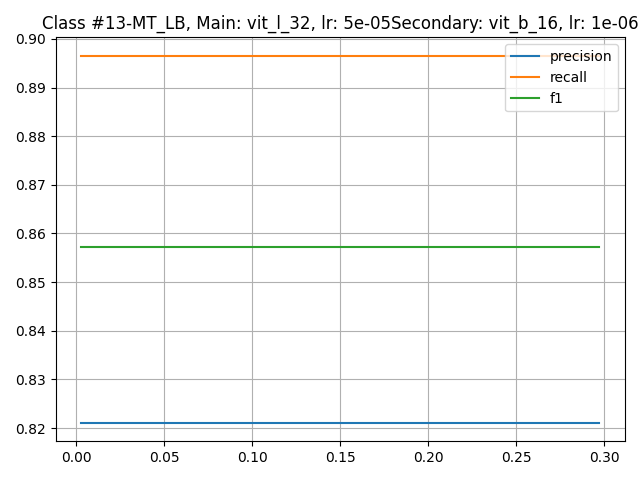 Class #13-MT_LB, Main: vit_l_32, lr: 5e-05Secondary: vit_b_16, lr: 1e-06
0.90
0.89
0.88
0.87
0.86
0.85
0.84
0.83
0.82
precision
recall
f1
0.00 0.05 0.10 0.15 0.20 0.25 0.30